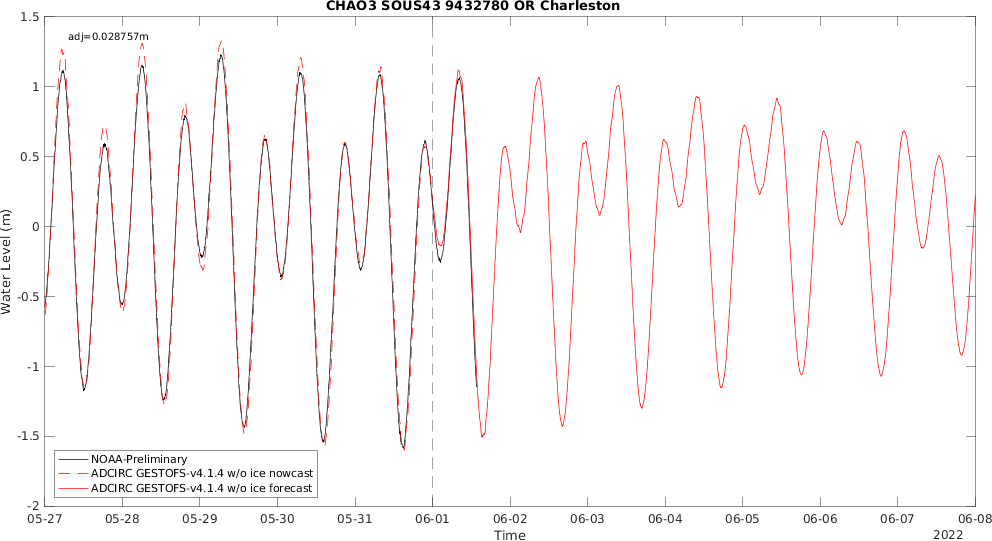 CHAO3 SOUS43 9432780 OR Charleston
adj=0.028757m
1.5
1
0.5
0
-0.5
-1
-1.5
-2
Water Level (m)
NOAA-Preliminary
ADCIRC GESTOFS-v4.1.4 w/o ice nowcast
ADCIRC GESTOFS-v4.1.4 w/o ice forecast
05-27 05-28 05-29 05-30 05-31 06-01 06-02 06-03 06-04 06-05 06-06 06-07 06-08
Time
2022